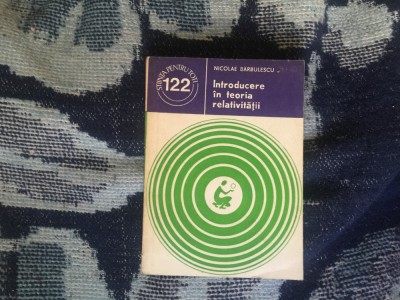 ȘTIINȚA PENTRU TOȚI
122
NICOLAE BĂRBULESCU
Introducere
în teoria
relativității